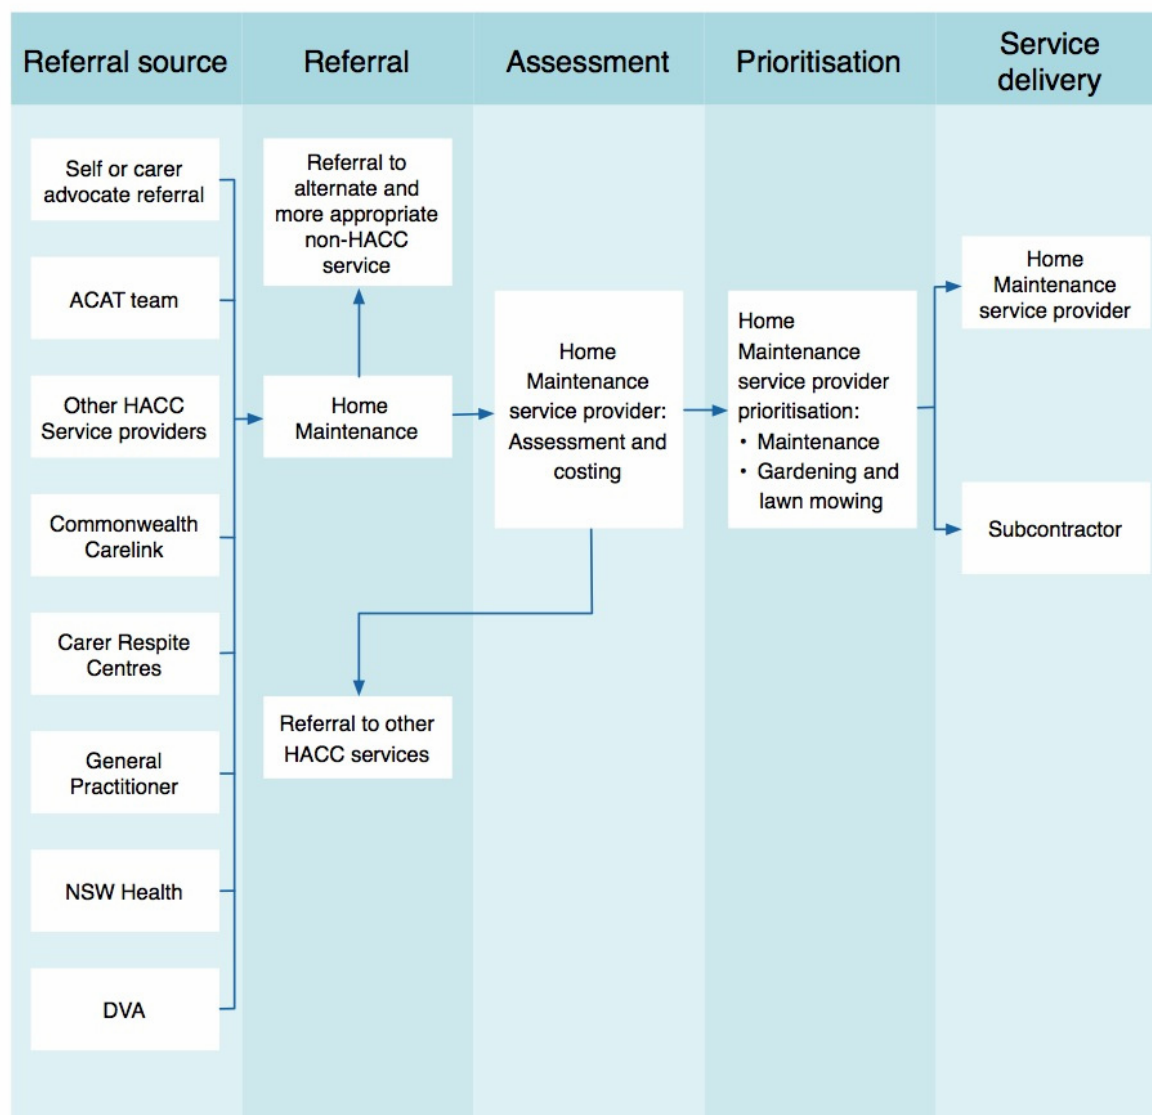 Referral source
Referral
Assessment
Prioritisation
Service
delivery
Self or carer
advocate referral
ACAT team
Other HACC
Service providers
Commonwealth
Carelink
Carer Respite
Centres
General
Practitioner
NSW Health
DVA
Referral to
alternate and
more appropriate
non-HACC
service
Home
Maintenance
Referral to other
HACC services
Home
Maintenance
service provider:
Assessment and
costing
Home
Maintenance
service provider
prioritisation:
• Maintenance
• Gardening and
lawn mowing
Home
Maintenance
service provider
Subcontractor